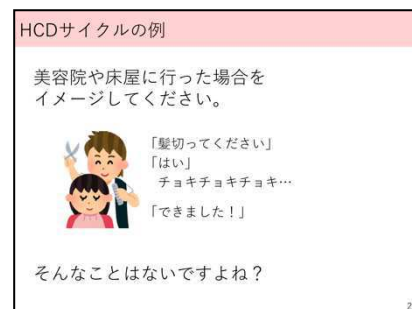 HCDサイクルの例
美容院や床屋に行った場合を
イメージしてください。
「髪切ってください」
「はい」
チョキチョキチョキ…
「できました！」
そんなことはないですよね？
2